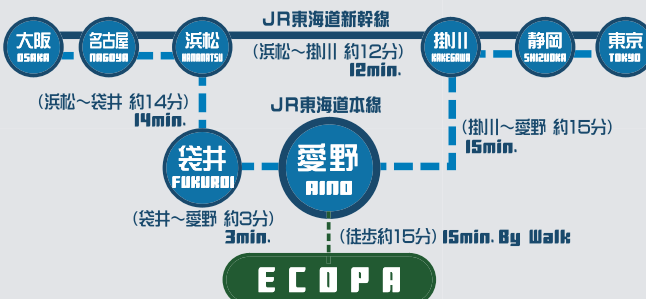 JR東海道新幹線
大阪
OSAKA
名古屋
NAGOYA
浜松
HAMAMATSU
(浜松〜掛川 約12分)
12min.
掛川
KAKEGAWA
静岡
SHIZUOKA
東京
TOKYO
(浜松〜袋井 約14分)
14min.
JR東海道本線
(掛川〜愛野 約15分)
15min.
袋井
FUKUROI
愛野
AINO
(袋井〜愛野 約3分)
3min.
(徒歩約15分) 15min. By Walk
ECOPA